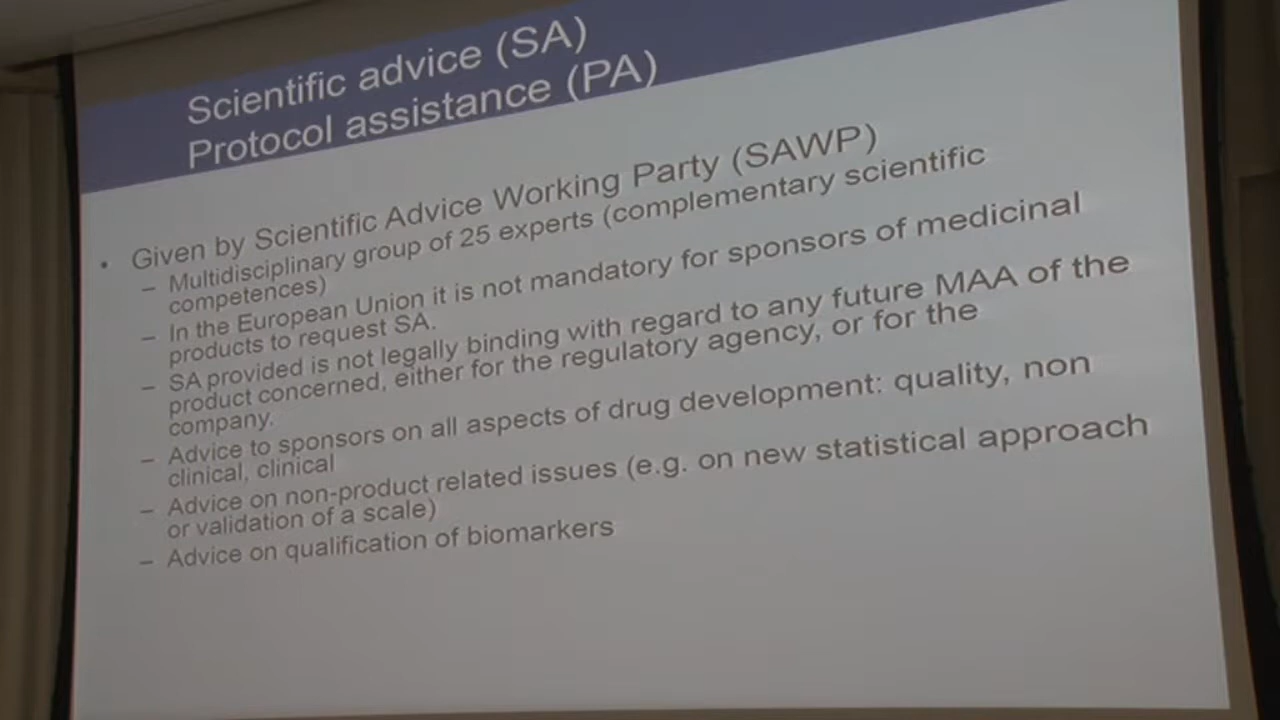 Scientific advice (SA)
Protocol assistance (PA)
• Given by Scientific Advice Working Party (SAWP)
– Multidisciplinary group of 25 experts (complementary scientific
competences)
– In the European Union it is not mandatory for sponsors of medicinal
products to request SA.
– SA provided is not legally binding with regard to any future MAA of the
product concerned, either for the regulatory agency, or for the
company.
– Advice to sponsors on all aspects of drug development: quality, non
clinical, clinical
– Advice on non-product related issues (e.g. on new statistical approach
or validation of a scale)
– Advice on qualification of biomarkers